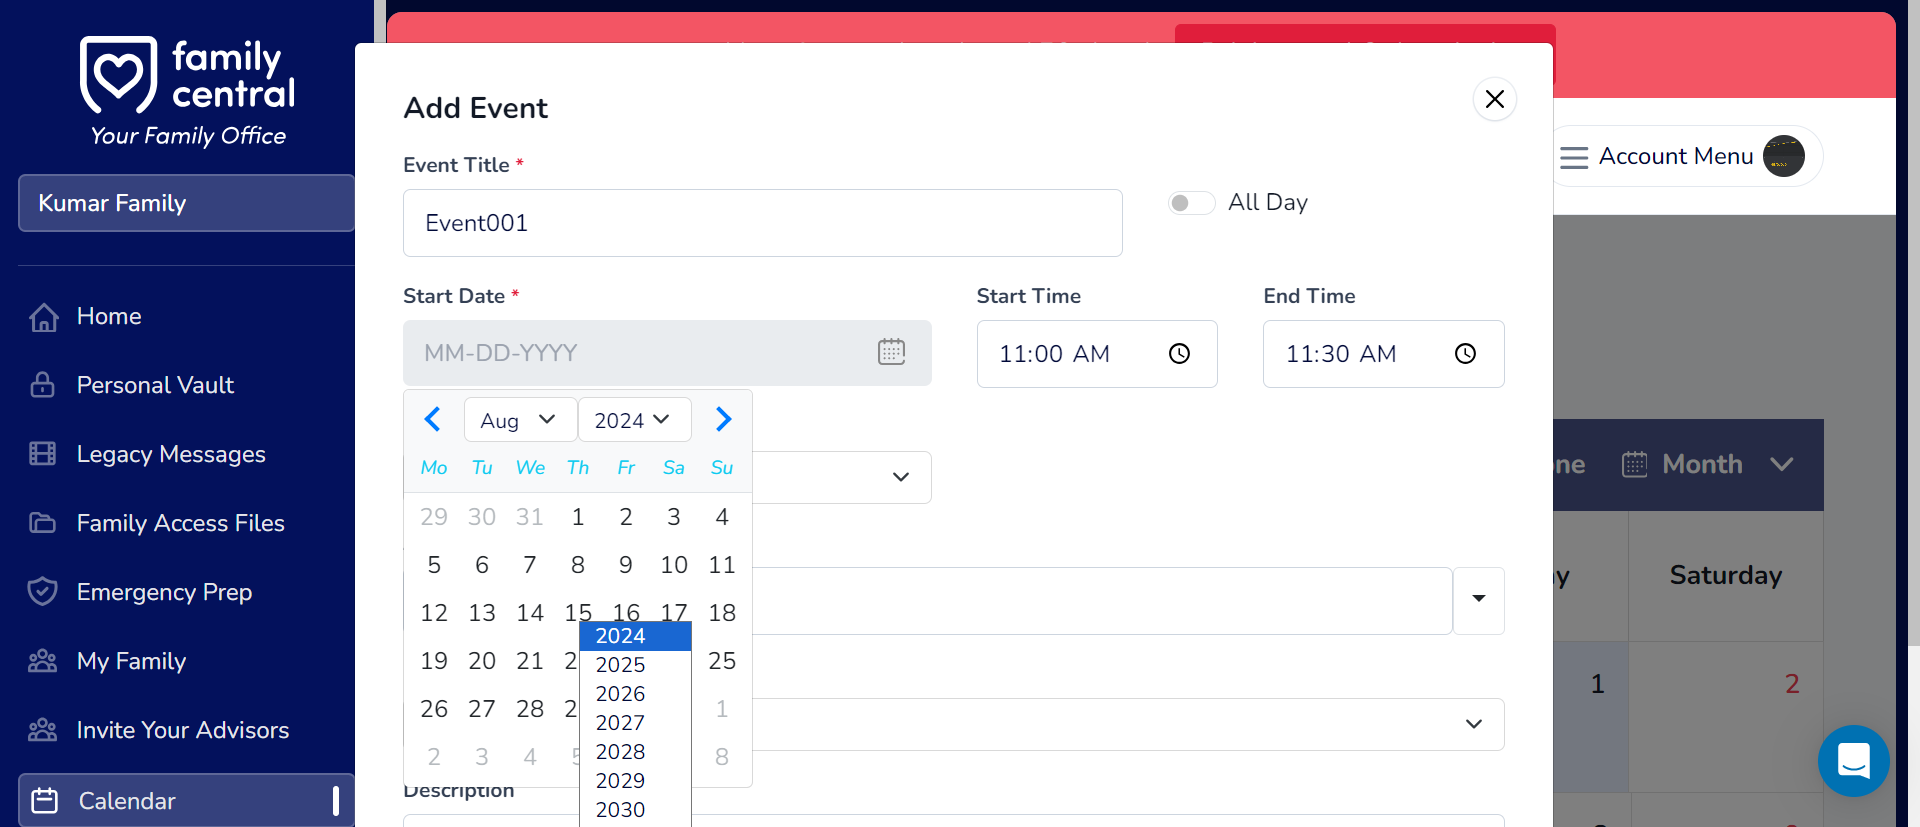 family
central
Your Family Office
Kumar Family
Home
Personal Vault
Legacy Messages
Family Access Files
Emergency Prep
My Family
Invite Your Advisors
Calendar
Add Event
Event Title *
Event001
All Day
Start Date *
Start Time
End Time
MM-DD-YYYY
11:00 AM
11:30 AM
Aug
2024
Mo Tu We Th Fr Sa Su
29 30 31 1 2 3 4
5 6 7 8 9 10 11
12 13 14 15 16 17 18
19 20 21 2 25
26 27 28 2 1
2 3 4 5 8
2024
2025
2026
2027
2028
2029
2030
Description
Account Menu
ne
Month
y
Saturday
1
2